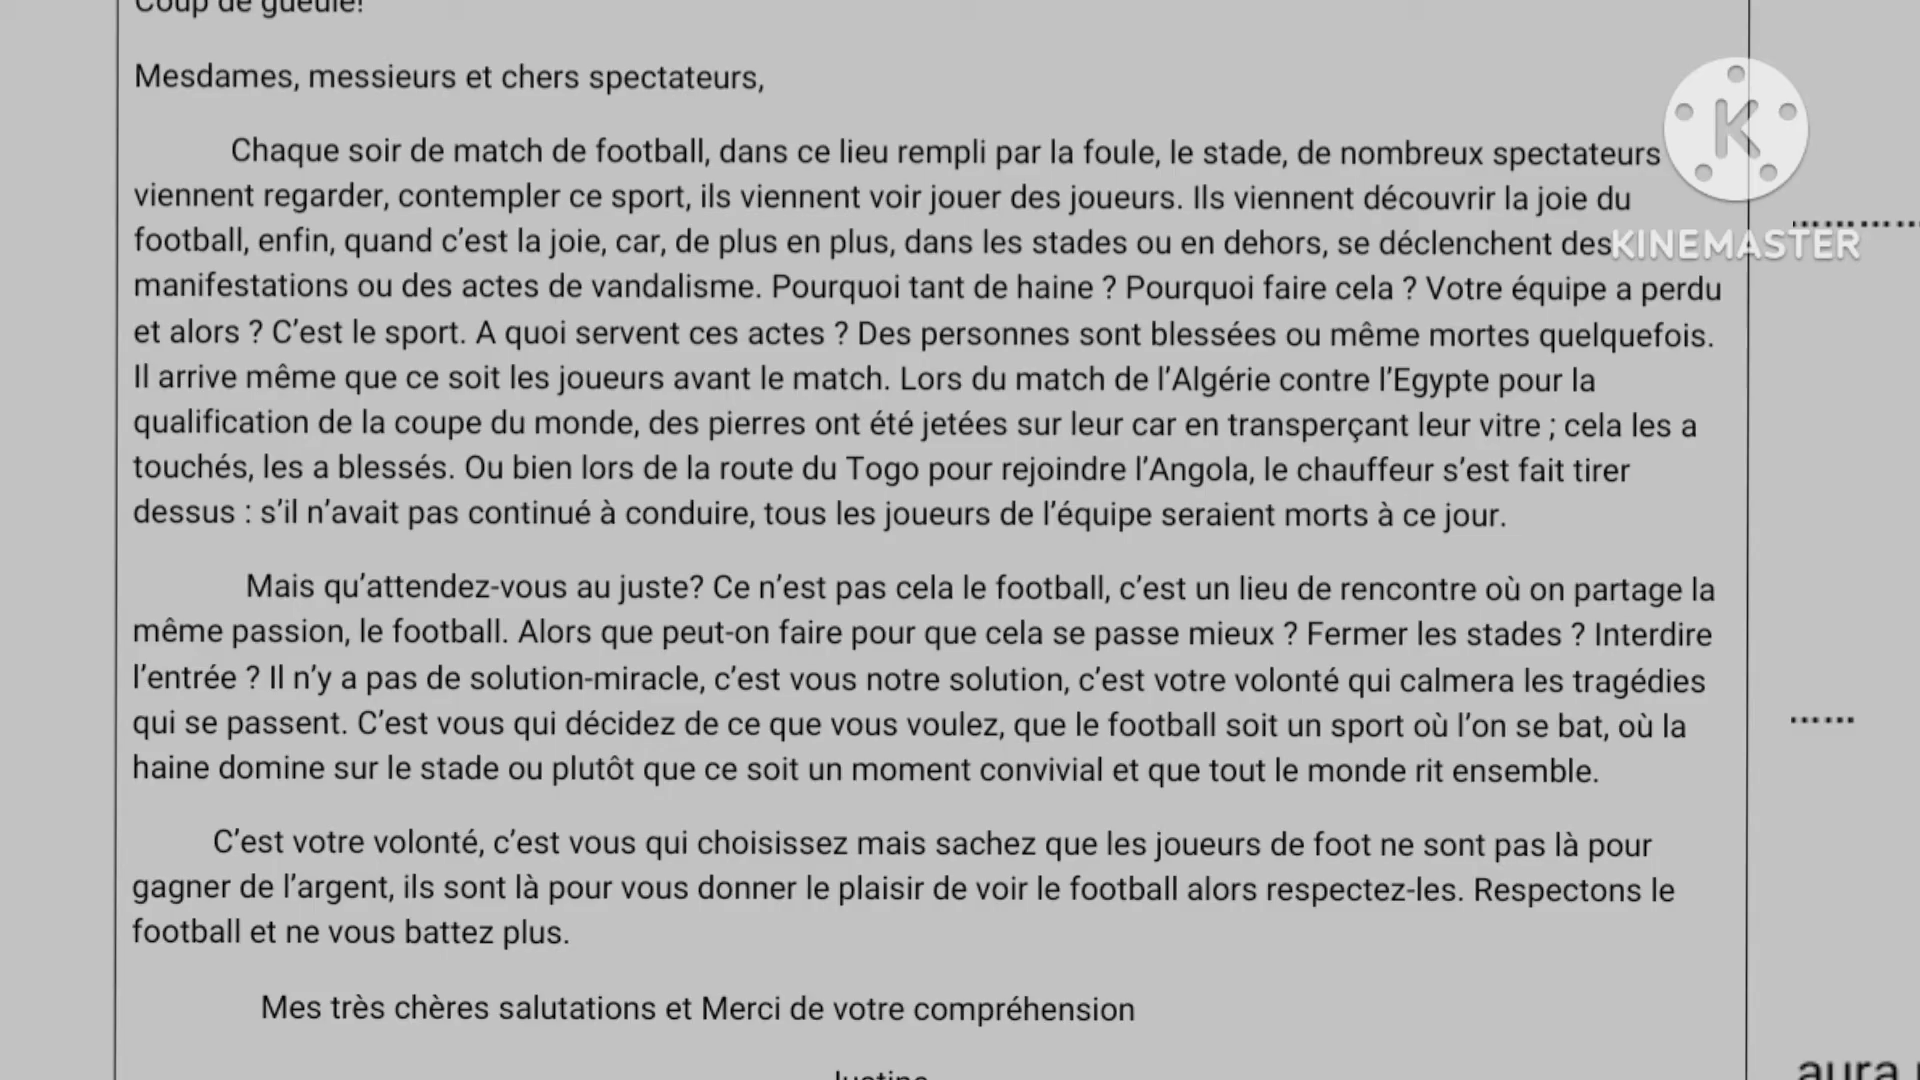 Coup de gueule!
Mesdames, messieurs et chers spectateurs,
Chaque soir de match de football, dans ce lieu rempli par la foule, le stade, de nombreux spectateurs
viennent regarder, contempler ce sport, ils viennent voir jouer des joueurs. Ils viennent découvrir la joie du
football, enfin, quand c’est la joie, car, de plus en plus, dans les stades ou en dehors, se déclenchent des
manifestations ou des actes de vandalisme. Pourquoi tant de haine ? Pourquoi faire cela ? Votre équipe a perdu
et alors ? C’est le sport. A quoi servent ces actes ? Des personnes sont blessées ou même mortes quelquefois.
Il arrive même que ce soit les joueurs avant le match. Lors du match de l’Algérie contre l’Egypte pour la
qualification de la coupe du monde, des pierres ont été jetées sur leur car en transperçant leur vitre ; cela les a
touchés, les a blessés. Ou bien lors de la route du Togo pour rejoindre l’Angola, le chauffeur s’est fait tirer
dessus : s’il n’avait pas continué à conduire, tous les joueurs de l’équipe seraient morts à ce jour.
Mais qu’attendez-vous au juste? Ce n’est pas cela le football, c’est un lieu de rencontre où on partage la
même passion, le football. Alors que peut-on faire pour que cela se passe mieux ? Fermer les stades ? Interdire
l’entrée ? Il n’y a pas de solution-miracle, c’est vous notre solution, c’est votre volonté qui calmera les tragédies
qui se passent. C’est vous qui décidez de ce que vous voulez, que le football soit un sport où l’on se bat, où la
haine domine sur le stade ou plutôt que ce soit un moment convivial et que tout le monde rit ensemble.
C’est votre volonté, c’est vous qui choisissez mais sachez que les joueurs de foot ne sont pas là pour
gagner de l’argent, ils sont là pour vous donner le plaisir de voir le football alors respectez-les. Respectons le
football et ne vous battez plus.
Mes très chères salutations et Merci de votre compréhension
K
KINEMASTER
aura